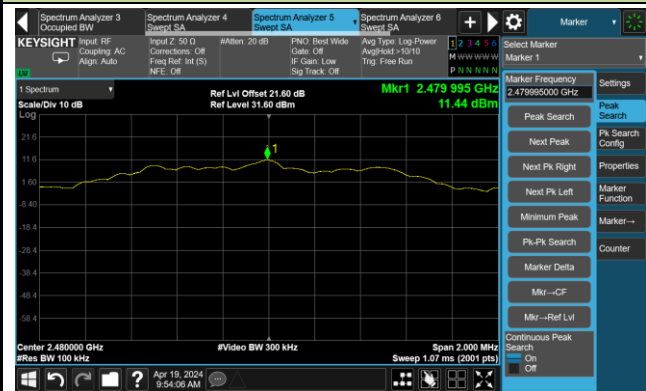 Spectrum Analyzer 3
Occupied BW
Spectrum Analyzer 4
Swept SA
Spectrum Analyzer 5
Swept SA
Spectrum Analyzer 6
Swept SA
Marker
KEYSIGHT
Input: RF
Coupling: AC
Align: Auto
Input Z: 50 Ω
Corrections: Off
Freq Ref: Int (S)
NFE: Off
#Atten: 20 dB
PNO: Best Wide
Gate: Off
IF Gain: Low
Sig Track: Off
Avg Type: Log-Power
Avg|Hold:>10/10
Trig: Free Run
1 2 3 4 5 6
M W W W W W
P N N N N N
LXI
1 Spectrum
Scale/Div 10 dB
Log
Ref Lvl Offset 21.60 dB
Ref Level 31.60 dBm
Mkr1 2.479 995 GHz
11.44 dBm
1
21.6
11.6
1.60
-8.40
-18.4
-28.4
-38.4
-48.4
-58.4
Center 2.480000 GHz
#Res BW 100 kHz
#Video BW 300 kHz
Span 2.000 MHz
Sweep 1.07 ms (2001 pts)
Apr 19, 2024
9:54:06 AM
Select Marker
Marker 1
Marker Frequency
2.479995000 GHz
Peak Search
Next Peak
Next Pk Right
Next Pk Left
Minimum Peak
Pk-Pk Search
Marker Delta
Mkr→CF
Mkr→Ref Lvl
Continuous Peak
Search
On
Off
Settings
Peak
Search
Pk Search
Config
Properties
Marker
Function
Marker→
Counter